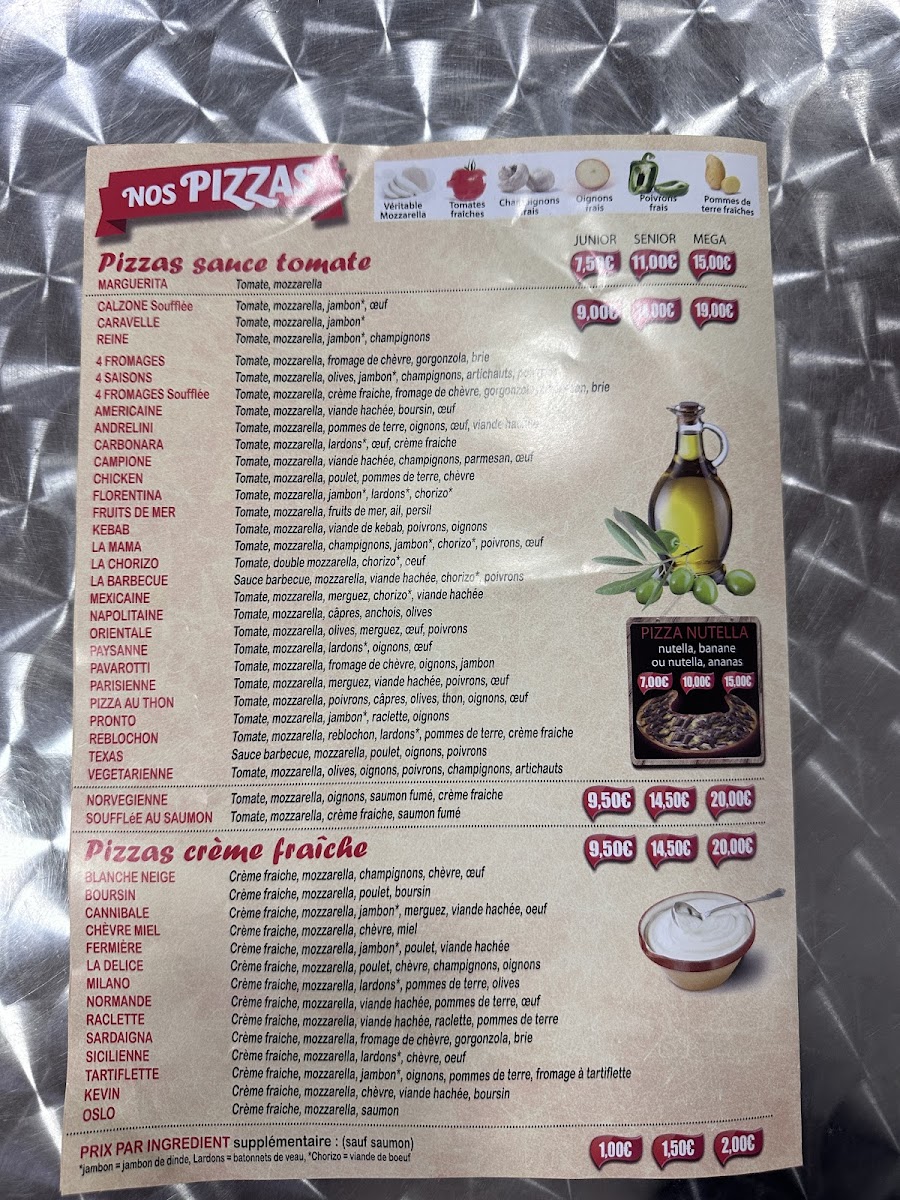 NOS PIZZAS
Véritable Mozzarella
Tomates fraîches
Champignons frais
Oignons frais
Poivrons frais
Pommes de terre fraîches
JUNIOR SENIOR MEGA
Pizzas sauce tomate 7,50€ 11,00€ 15,00€
MARGUERITA Tomate, mozzarella
CALZONE Soufflée Tomate, mozzarella, jambon*, œuf 9,00€ 19,00€
CARAVELLE Tomate, mozzarella, jambon*
REINE Tomate, mozzarella, jambon*, champignons
4 FROMAGES Tomate, mozzarella, fromage de chèvre, gorgonzola, brie
4 SAISONS Tomate, mozzarella, olives, jambon*, champignons, artichauts,
4 FROMAGES Soufflée Tomate, mozzarella, crème fraiche, fromage de chèvre, gorgonzola, brie
AMERICAINE Tomate, mozzarella, viande hachée, boursin, œuf
ANDRELINI Tomate, mozzarella, pommes de terre, oignons, œuf, viande hachée
CARBONARA Tomate, mozzarella, lardons*, œuf, crème fraiche
CAMPIONE Tomate, mozzarella, viande hachée, champignons, parmesan, œuf
CHICKEN Tomate, mozzarella, poulet, pommes de terre, chèvre
FLORENTINA Tomate, mozzarella, jambon*, lardons*, chorizo*
FRUITS DE MER Tomate, mozzarella, fruits de mer, ail, persil
KEBAB Tomate, mozzarella, viande de kebab, poivrons, oignons
LA MAMA Tomate, mozzarella, champignons, jambon*, chorizo*, poivrons, œuf
LA CHORIZO Tomate, double mozzarella, chorizo*, oeuf
LA BARBECUE Sauce barbecue, mozzarella, viande hachée, chorizo*, poivrons
MEXICAINE Tomate, mozzarella, merguez, chorizo*, viande hachée
NAPOLITAINE Tomate, mozzarella, câpres, anchois, olives
ORIENTALE Tomate, mozzarella, olives, merguez, œuf, poivrons
PAYSANNE Tomate, mozzarella, lardons*, oignons, œuf
PAVAROTTI Tomate, mozzarella, fromage de chèvre, oignons, jambon
PARISIENNE Tomate, mozzarella, merguez, viande hachée, poivrons, œuf
PIZZA AU THON Tomate, mozzarella, poivrons, câpres, olives, thon, oignons, œuf
PRONTO Tomate, mozzarella, jambon*, raclette, oignons
REBLOCHON Tomate, mozzarella, reblochon, lardons*, pommes de terre, crème fraiche
TEXAS Sauce barbecue, mozzarella, poulet, oignons, poivrons
VEGETARIENNE Tomate, mozzarella, olives, oignons, poivrons, champignons, artichauts
PIZZA NUTELLA
nutella, banane
ou nutella, ananas
7,00€ 10,00€ 15.00€
NORVEGIENNE Tomate, mozzarella, oignons, saumon fumé, crème fraiche 9,50€ 14,50€ 20,00€
SOUFFLéE AU SAUMON Tomate, mozzarella, crème fraiche, saumon fumé
Pizzas crème fraîche 9,50€ 14,50€ 20,00€
BLANCHE NEIGE Crème fraiche, mozzarella, champignons, chèvre, œuf
BOURSIN Crème fraiche, mozzarella, poulet, boursin
CANNIBALE Crème fraiche, mozzarella, jambon*, merguez, viande hachée, oeuf
CHÈVRE MIEL Crème fraiche, mozzarella, chèvre, miel
FERMIÈRE Crème fraiche, mozzarella, jambon*, poulet, viande hachée
LA DELICE Crème fraiche, mozzarella, poulet, chèvre, champignons, oignons
MILANO Crème fraiche, mozzarella, lardons*, pommes de terre, olives
NORMANDE Crème fraiche, mozzarella, viande hachée, pommes de terre, œuf
RACLETTE Crème fraiche, mozzarella, viande hachée, raclette, pommes de terre
SARDAIGNA Crème fraiche, mozzarella, fromage de chèvre, gorgonzola, brie
SICILIENNE Crème fraiche, mozzarella, lardons*, chèvre, oeuf
TARTIFLETTE Crème fraiche, mozzarella, jambon*, oignons, pommes de terre, fromage à tartiflette
KEVIN Crème fraiche, mozzarella, chèvre, viande hachée, boursin
OSLO Crème fraiche, mozzarella, saumon
PRIX PAR INGREDIENT supplémentaire : (sauf saumon) 1,00€ 1,50€ 2,00€
*jambon = jambon de dinde, Lardons = batonnets de veau, *Chorizo = viande de boeuf